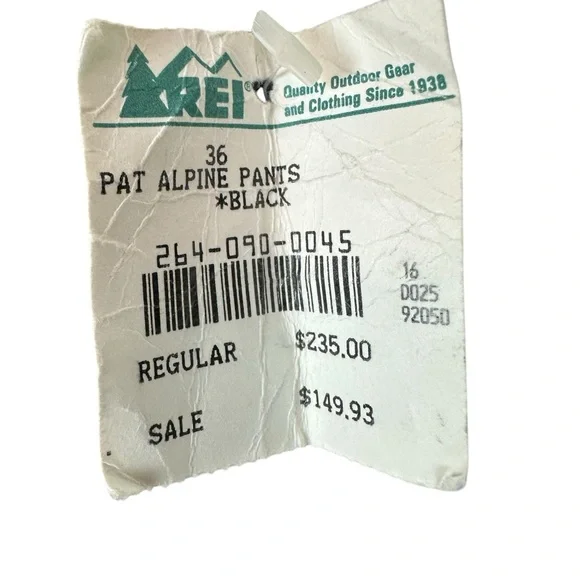 REI®
Quality Outdoor Gear
and Clothing Since 1938
36
PAT ALPINE PANTS
*BLACK
264-090-0045
16
D025
92050
REGULAR $235.00
SALE $149.93